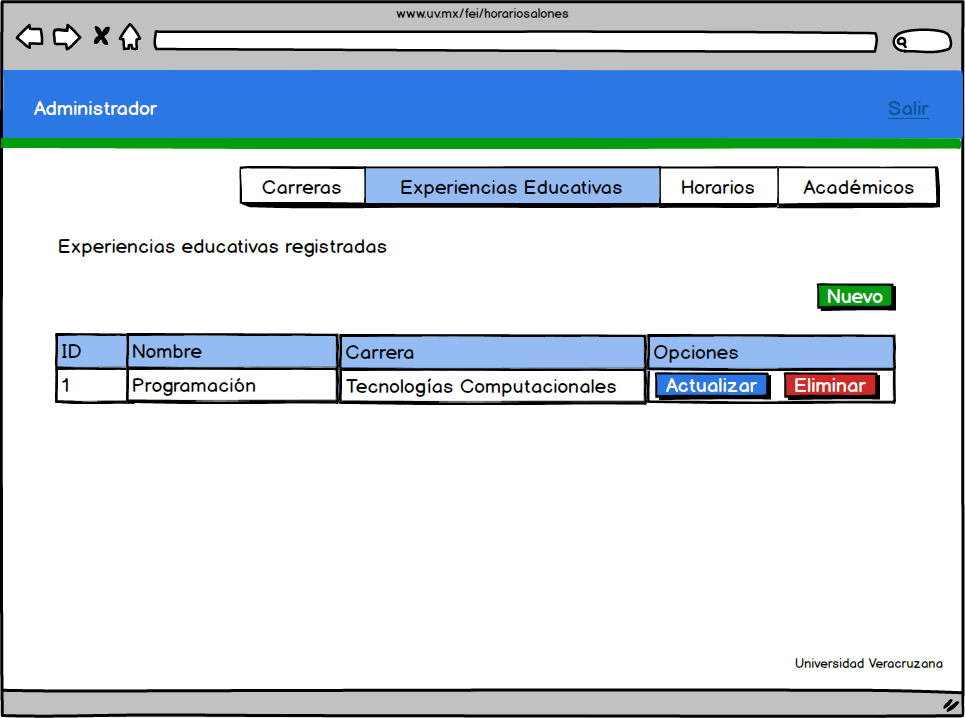 www.uv.mx/fei/horariosalones
Administrador Salir
Carreras Experiencias Educativas Horarios Académicos
Experiencias educativas registradas
Nuevo
ID Nombre Carrera Opciones
1 Programación Tecnologías Computacionales Actualizar Eliminar
Universidad Veracruzana